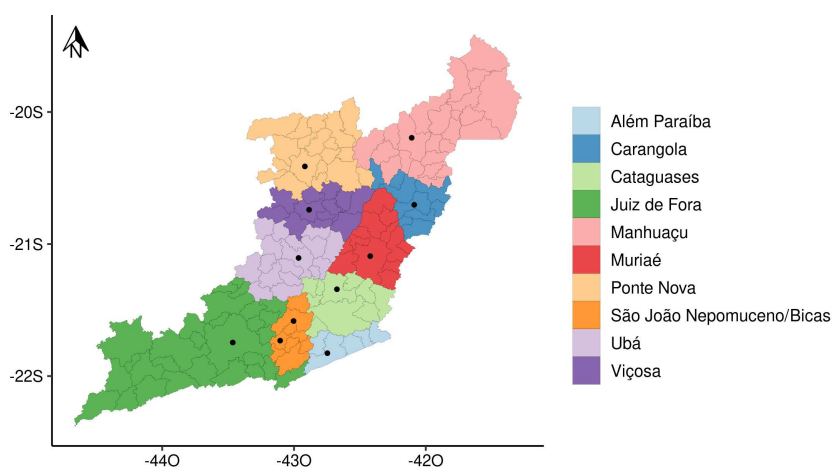 N
-20S
-21S
-22S
-44O
-43O
-42O
Além Paraíba
Carangola
Cataguases
Juiz de Fora
Manhuaçu
Muriaé
Ponte Nova
São João Nepomuceno/Bicas
Ubá
Viçosa